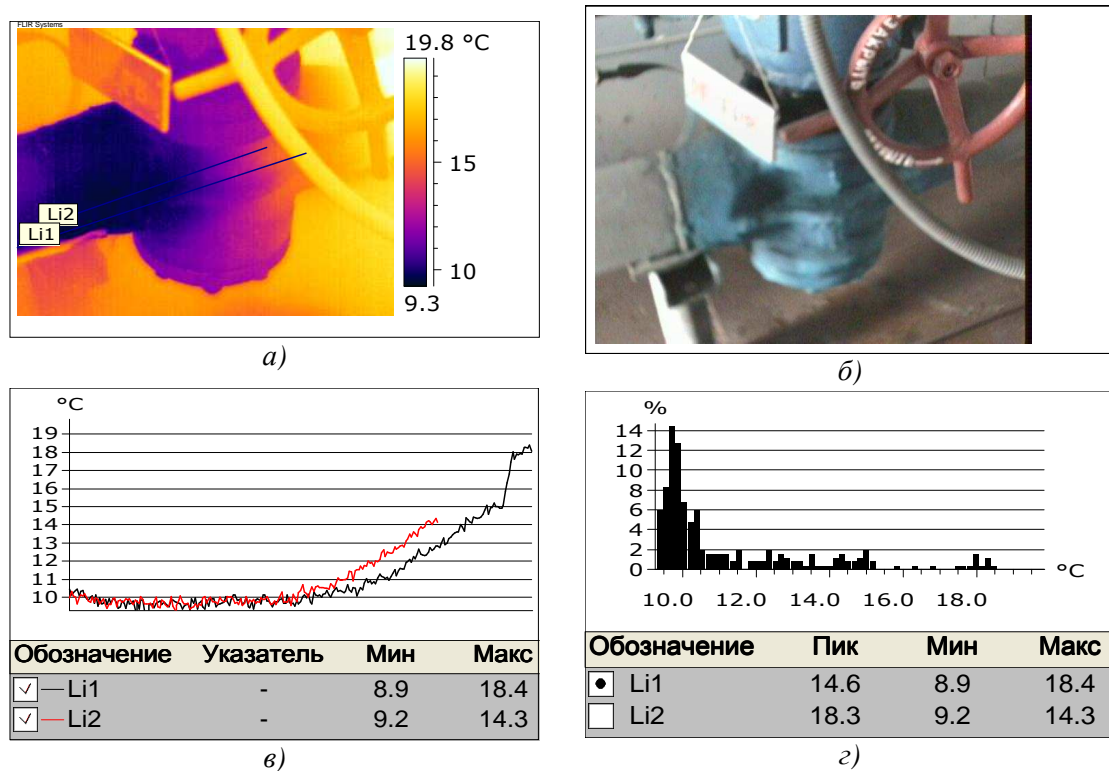 FLIR Systems
19.8 °C
15
10
9.3
Li2
Li1
а)
ЗАКРИТЬ
б)
°C
19
18
17
16
15
14
13
12
11
10
Обозначение Указатель Мин Макс
Li1 - 8.9 18.4
Li2 - 9.2 14.3
в)
%
14
12
10
8
6
4
2
0
°C
10.0 12.0 14.0 16.0 18.0
Обозначение Пик Мин Макс
Li1 14.6 8.9 18.4
Li2 18.3 9.2 14.3
г)